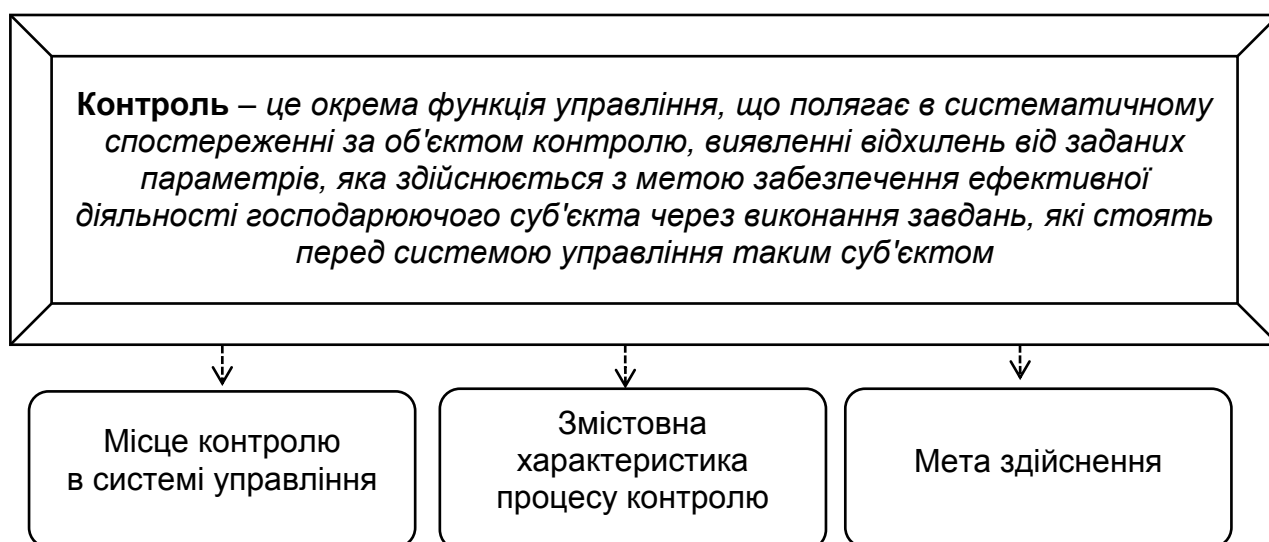 Контроль – це окрема функція управління, що полягає в систематичному
спостереженні за об'єктом контролю, виявленні відхилень від заданих
параметрів, яка здійснюється з метою забезпечення ефективної
діяльності господарюючого суб'єкта через виконання завдань, які стоять
перед системою управління таким суб'єктом
Місце контролю
в системі управління
Змістовна
характеристика
процесу контролю
Мета здійснення